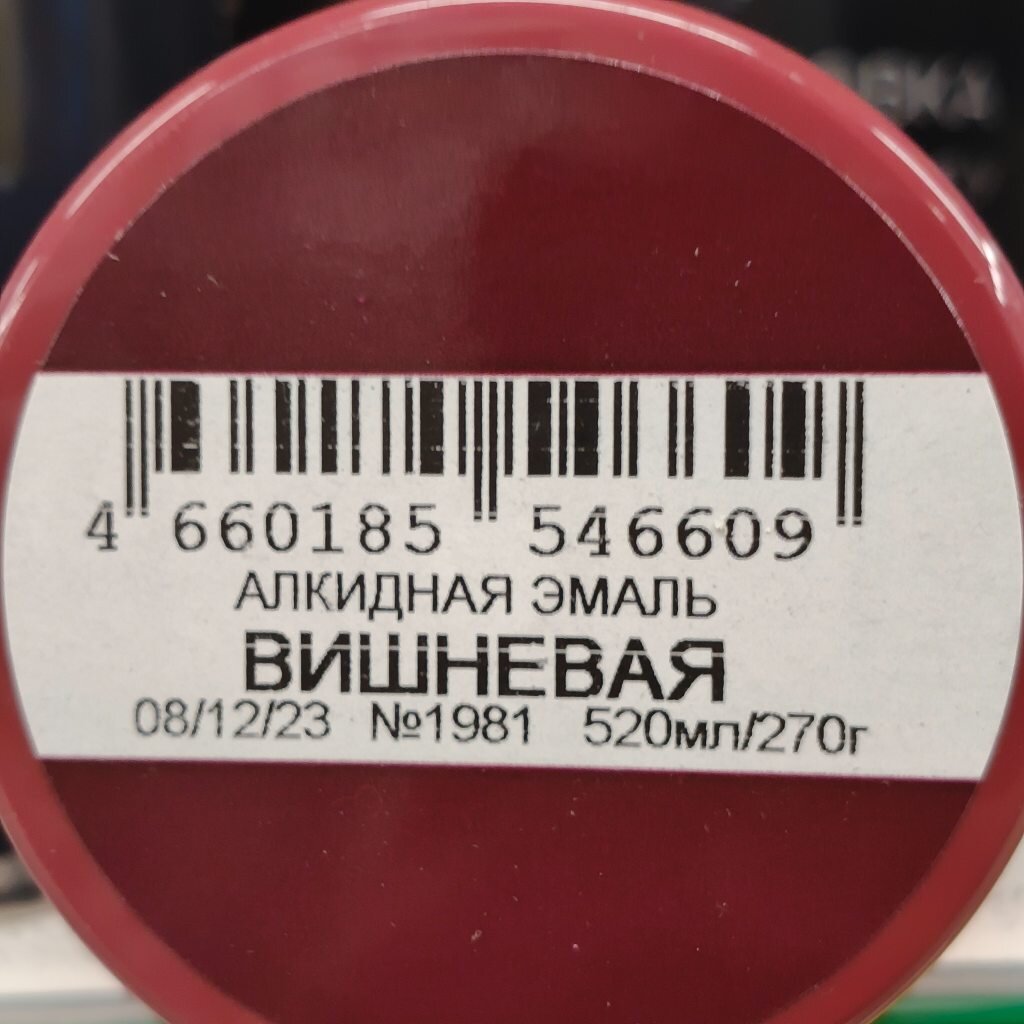 4 660185 546609
АЛКИДНАЯ ЭМАЛЬ
ВИШНЕВАЯ
08/12/23 №1981 520мл/270г